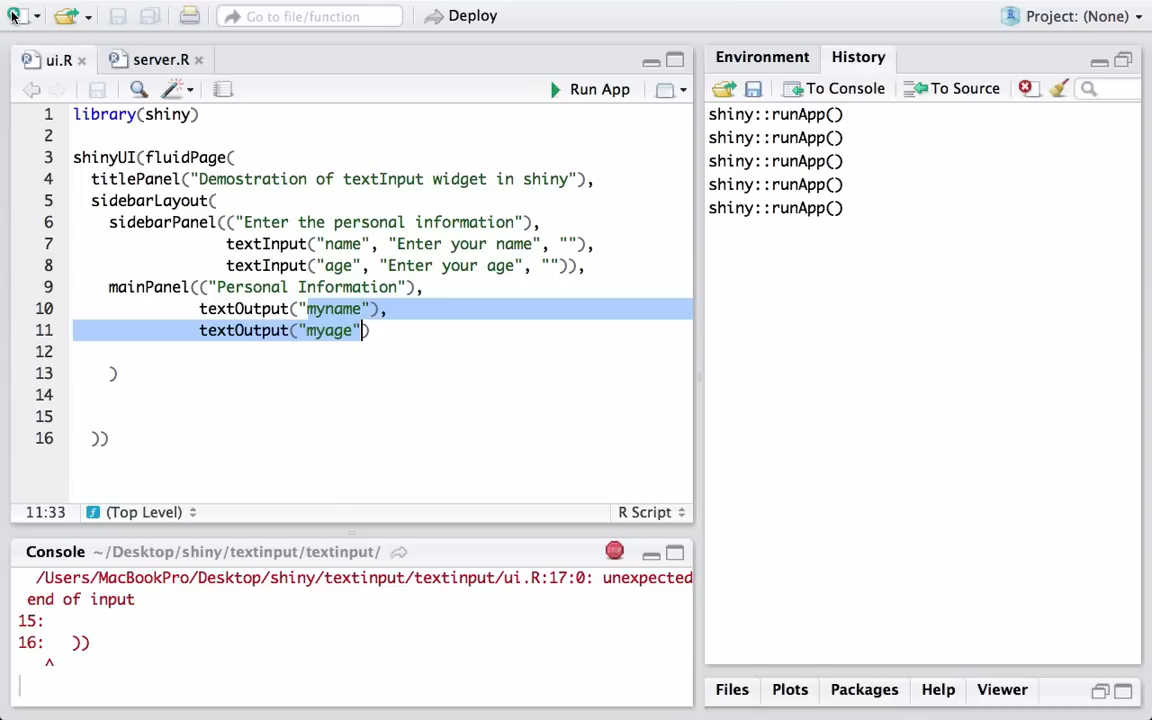 Go to file/function
Deploy
Project: (None)
ui.R
server.R
Run App
1 library(shiny)
2
3 shinyUI(fluidPage(
4 titlePanel("Demostration of textInput widget in shiny"),
5 sidebarLayout(
6 sidebarPanel(("Enter the personal information"),
7 textInput("name", "Enter your name", ""),
8 textInput("age", "Enter your age", "")),
9 mainPanel(("Personal Information"),
10 textOutput("myname"),
11 textOutput("myage")
12
13 )
14
15
16 ))
11:33 (Top Level) R Script
Console ~/Desktop/shiny/textinput/textinput/
/Users/MacBookPro/Desktop/shiny/textinput/textinput/ui.R:17:0: unexpected
end of input
15:
16: ))
^
Environment History
To Console To Source
shiny::runApp()
shiny::runApp()
shiny::runApp()
shiny::runApp()
shiny::runApp()
Files Plots Packages Help Viewer